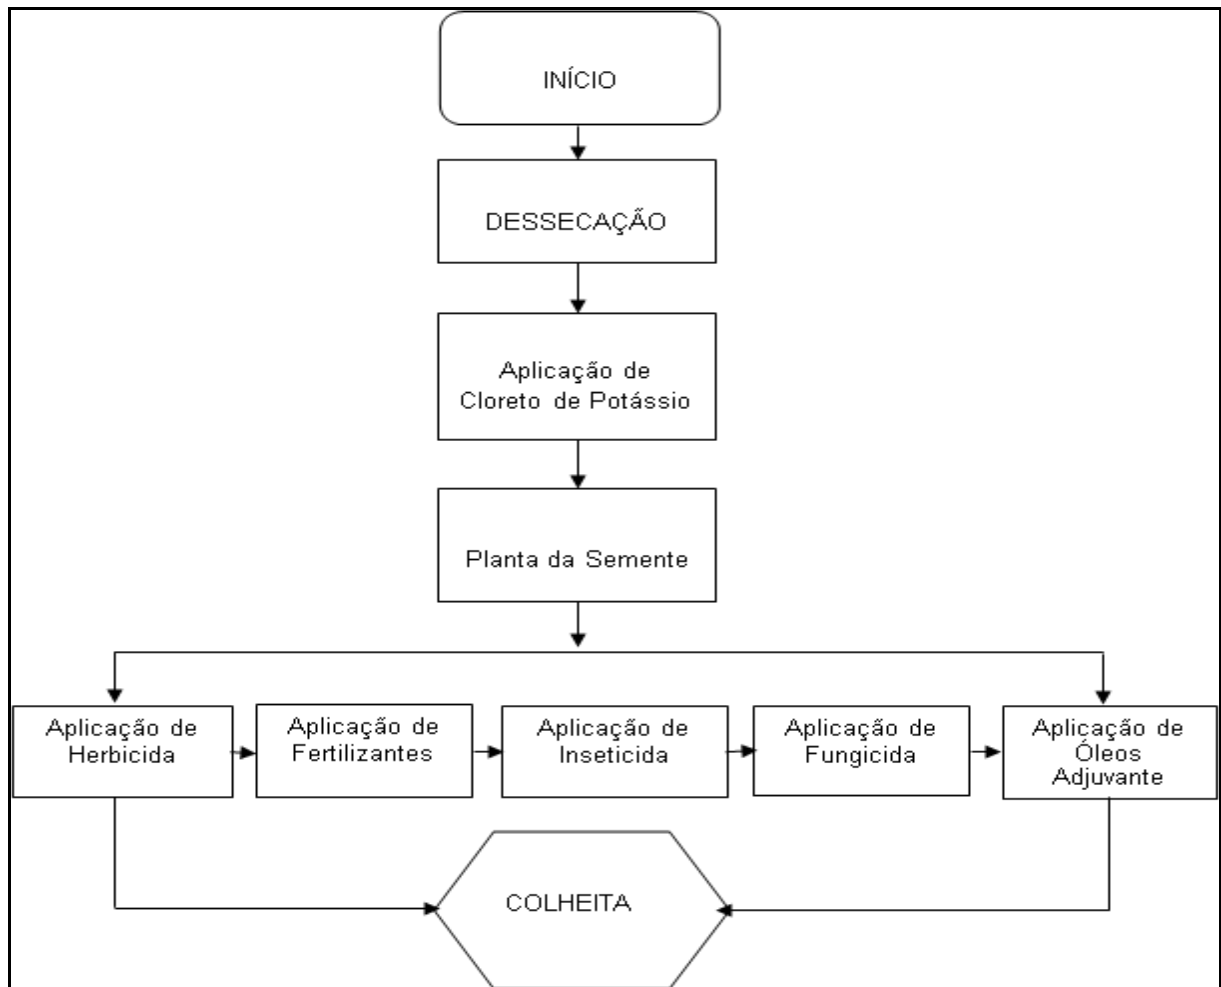 INÍCIO
DESSECAÇÃO
Aplicação de
Cloreto de Potássio
Planta da Semente
Aplicação de
Herbicida
Aplicação de
Fertilizantes
Aplicação de
Inseticida
Aplicação de
Fungicida
Aplicação de
Óleos
Adjuvante
COLHEITA